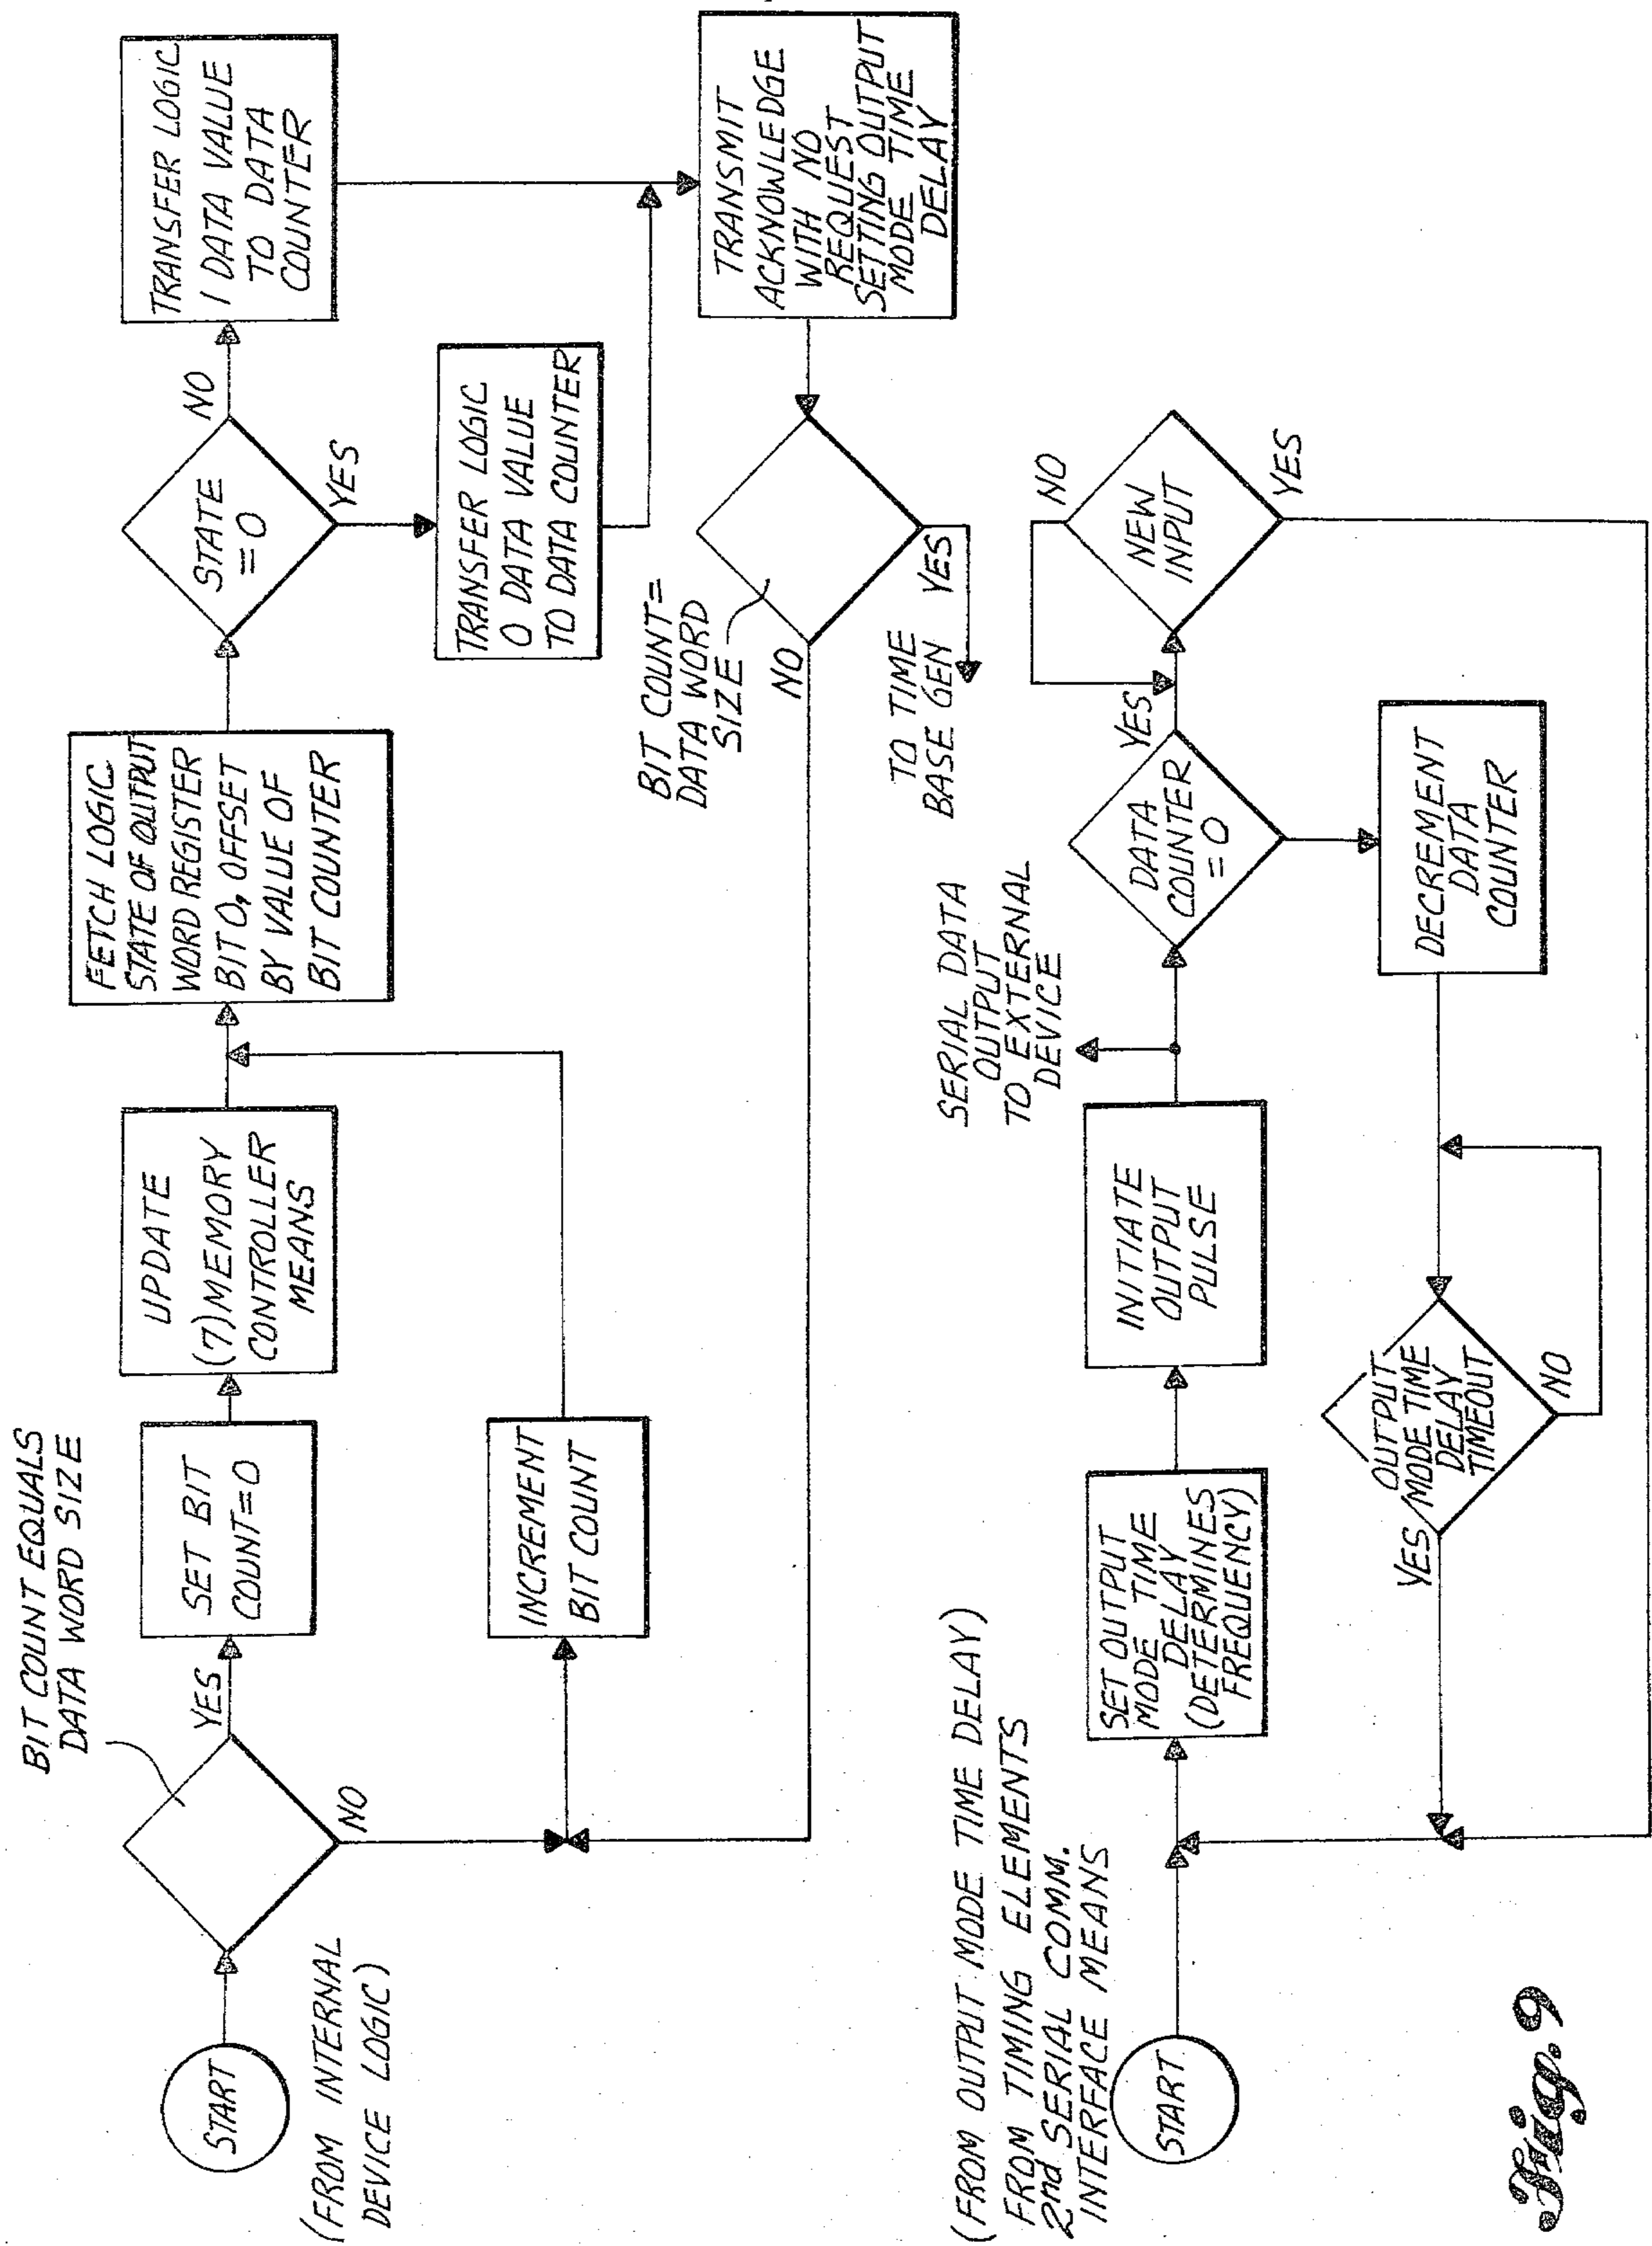 START
(FROM INTERNAL
DEVICE LOGIC)
BIT COUNT EQUALS
DATA WORD SIZE
YES
NO
SET BIT
COUNT=0
INCREMENT
BIT COUNT
UPDATE
(7) MEMORY
CONTROLLER
MEANS
FETCH LOGIC
STATE OF OUTPUT
WORD REGISTER
BIT 0, OFFSET
BY VALUE OF
BIT COUNTER
STATE
=0
NO
YES
TRANSFER LOGIC
1 DATA VALUE
TO DATA
COUNTER
TRANSFER LOGIC
0 DATA VALUE
TO DATA COUNTER
TRANSMIT
ACKNOWLEDGE
WITH NO
REQUEST
SETTING OUTPUT
MODE TIME
DELAY
BIT COUNT=
DATA WORD
SIZE
NO
YES
TO TIME
BASE GEN
(FROM OUTPUT MODE TIME DELAY)
FROM TIMING ELEMENTS
2nd SERIAL COMM.
INTERFACE MEANS
START
SET OUTPUT
MODE TIME
DELAY
(DETERMINES
FREQUENCY)
INITIATE
OUTPUT
PULSE
SERIAL DATA
OUTPUT
TO EXTERNAL
DEVICE
DATA
COUNTER
=0
YES
NEW
INPUT
NO
YES
DECREMENT
DATA
COUNTER
OUTPUT
MODE TIME
DELAY
TIMEOUT
YES
NO
Fig. 9